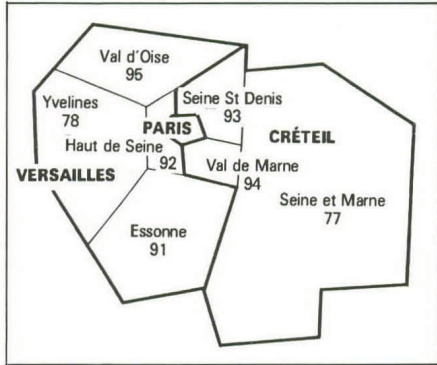 Val d'Oise
95
Yvelines
78
Seine St Denis
93
PARIS
Haut de Seine
92
CRÉTEIL
VERSAILLES
Val de Marne
94
Seine et Marne
77
Essonne
91